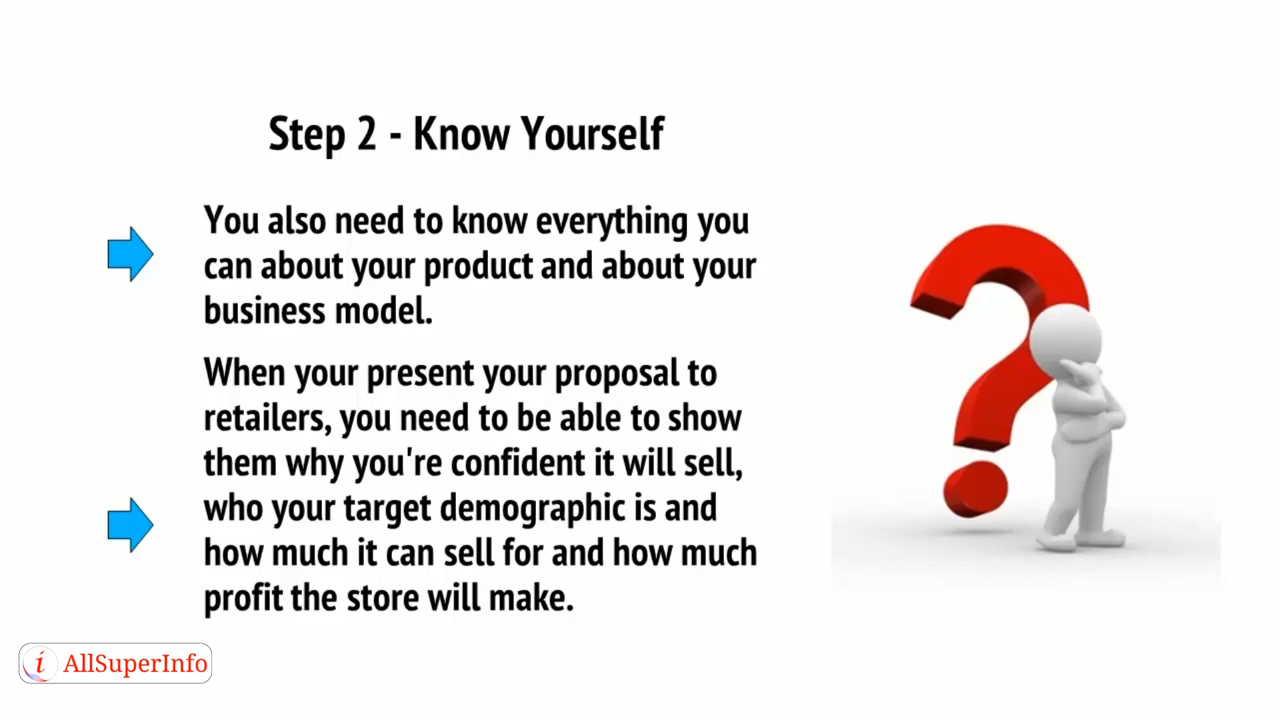 Step 2 - Know Yourself
You also need to know everything you
can about your product and about your
business model.
When your present your proposal to
retailers, you need to be able to show
them why you're confident it will sell,
who your target demographic is and
how much it can sell for and how much
profit the store will make.
i AllSuperInfo